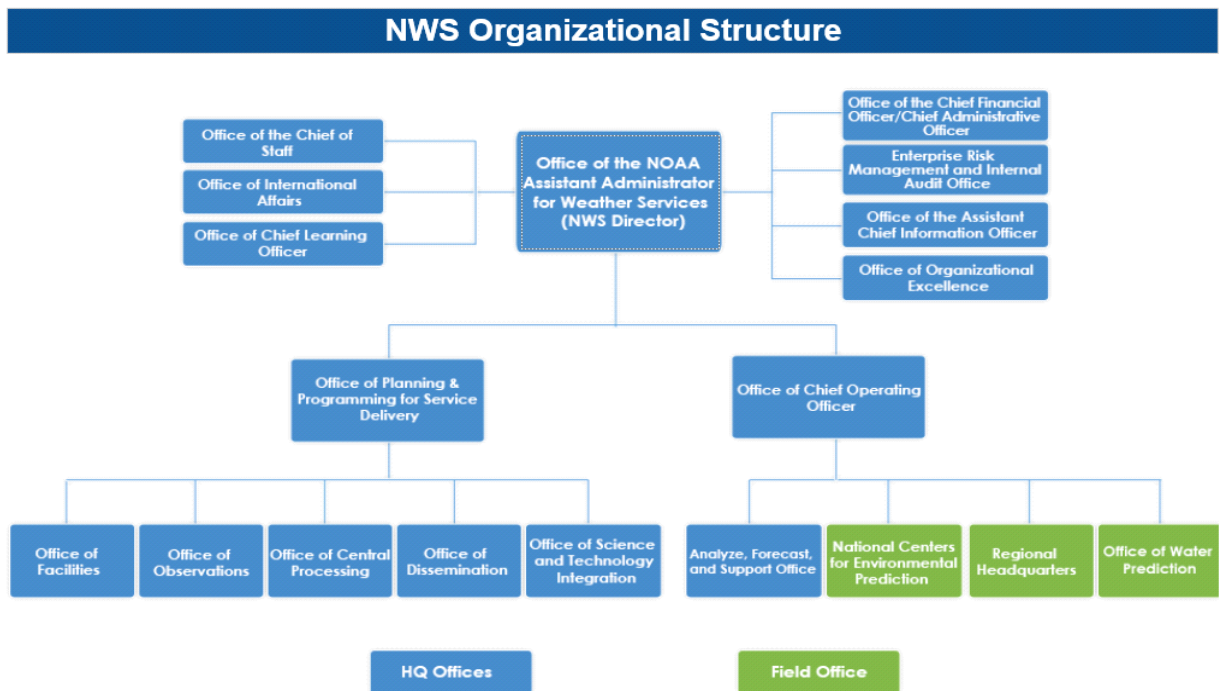 NWS Organizational Structure
Office of the Chief of
Staff
Office of International
Affairs
Office of Chief Learning
Officer
Office of the NOAA
Assistant Administrator
for Weather Services
(NWS Director)
Office of the Chief Financial
Officer/Chief Administrative
Officer
Enterprise Risk
Management and Internal
Audit Office
Office of the Assistant
Chief Information Officer
Office of Organizational
Excellence
Office of Planning &
Programming for Service
Delivery
Office of Chief Operating
Officer
Office of
Facilities
Office of
Observations
Office of Central
Processing
Office of
Dissemination
Office of Science
and Technology
Integration
Analyze, Forecast,
and Support Office
National Centers
for Environmental
Prediction
Regional
Headquarters
Office of Water
Prediction
HQ Offices
Field Office